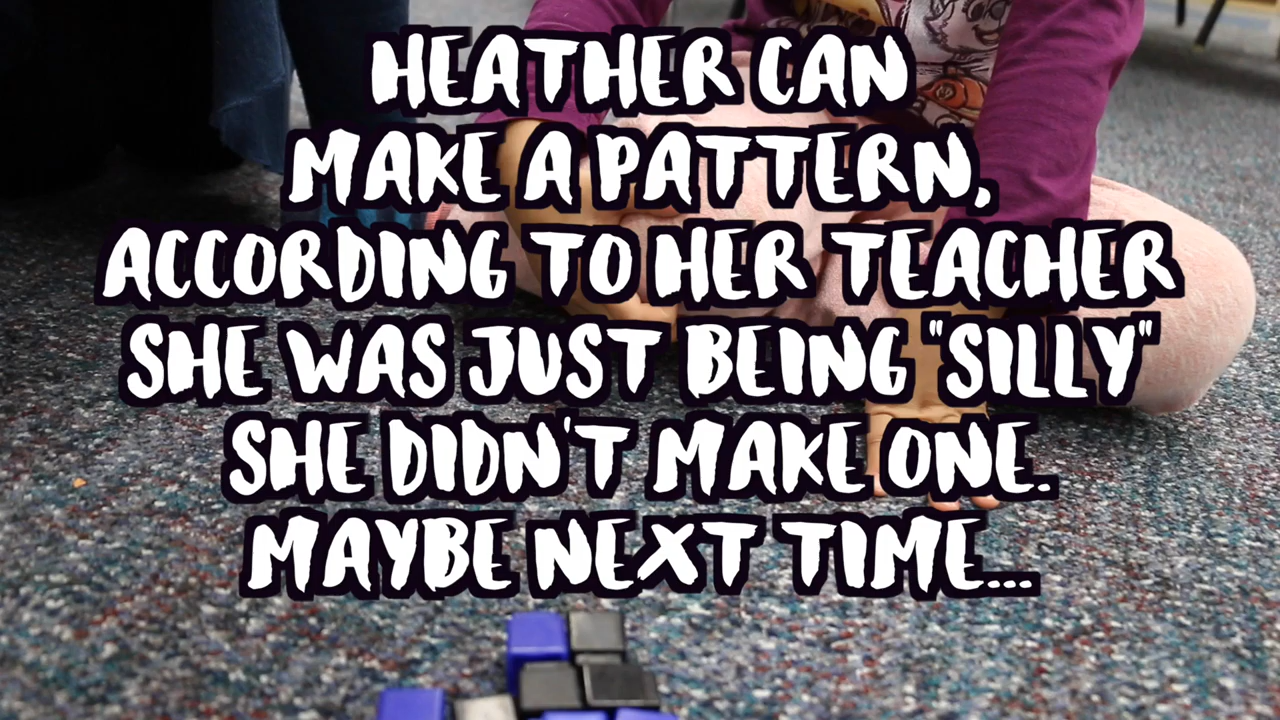 HEATHER CAN
MAKE A PATTERN,
ACCORDING TO HER TEACHER
SHE WAS JUST BEING "SILLY"
SHE DIDN'T MAKE ONE.
MAYBE NEXT TIME...